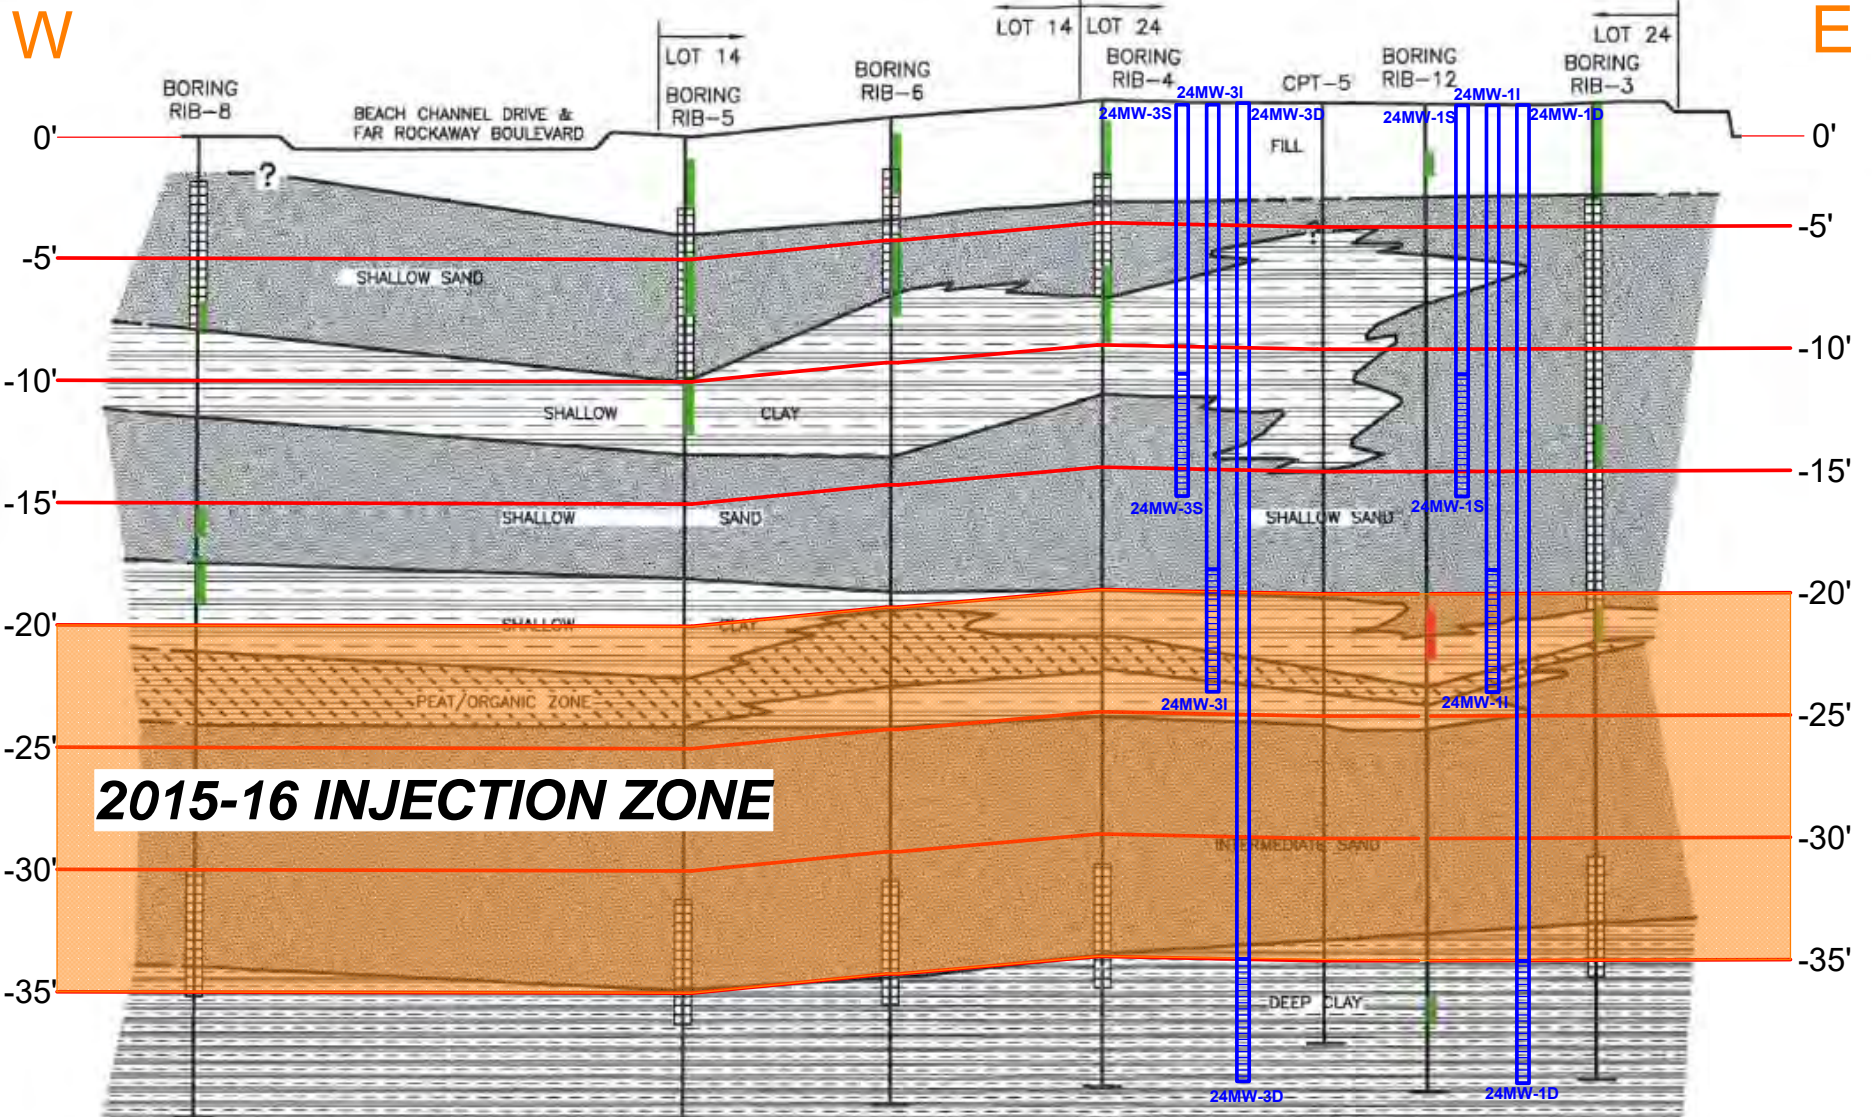 W
E
LOT 14
LOT 14
LOT 24
LOT 24
BORING
RIB-8
BEACH CHANNEL DRIVE &
FAR ROCKAWAY BOULEVARD
BORING
RIB-5
BORING
RIB-6
BORING
RIB-4
CPT-5
BORING
RIB-12
BORING
RIB-3
24MW-3I
24MW-1I
24MW-3S
24MW-3D
24MW-1S
24MW-1D
0'
0'
FILL
?
?
-5'
-5'
SHALLOW SAND
-10'
-10'
SHALLOW
CLAY
-15'
-15'
24MW-3S
24MW-1S
SHALLOW
SAND
SHALLOW SAND
-20'
-20'
SHALLOW
CLAY
PEAT/ORGANIC ZONE
24MW-3I
24MW-1I
-25'
-25'
2015-16 INJECTION ZONE
-30'
-30'
INTERMEDIATE SAND
-35'
-35'
DEEP CLAY
24MW-3D
24MW-1D